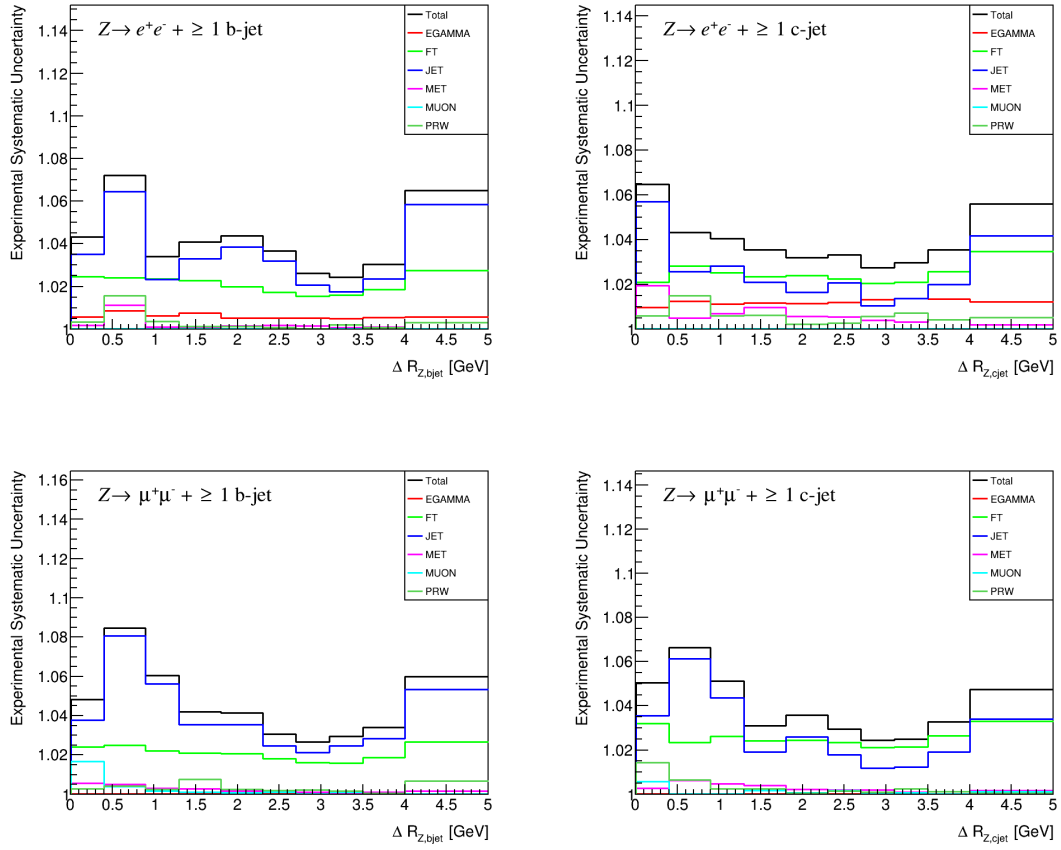 Experimental Systematic Uncertainty
Z→ e⁺e⁻ + ≥ 1 b-jet
Total
EGAMMA
FT
JET
MET
MUON
PRW
1.14
1.12
1.1
1.08
1.06
1.04
1.02
1
0 0.5 1 1.5 2 2.5 3 3.5 4 4.5 5
Δ R_Z,bjet [GeV]
Experimental Systematic Uncertainty
Z→ e⁺e⁻ + ≥ 1 c-jet
Total
EGAMMA
FT
JET
MET
MUON
PRW
1.14
1.12
1.1
1.08
1.06
1.04
1.02
1
0 0.5 1 1.5 2 2.5 3 3.5 4 4.5 5
Δ R_Z,cjet [GeV]
Experimental Systematic Uncertainty
Z→ μ⁺μ⁻ + ≥ 1 b-jet
Total
EGAMMA
FT
JET
MET
MUON
PRW
1.16
1.14
1.12
1.1
1.08
1.06
1.04
1.02
1
0 0.5 1 1.5 2 2.5 3 3.5 4 4.5 5
Δ R_Z,bjet [GeV]
Experimental Systematic Uncertainty
Z→ μ⁺μ⁻ + ≥ 1 c-jet
Total
EGAMMA
FT
JET
MET
MUON
PRW
1.14
1.12
1.1
1.08
1.06
1.04
1.02
1
0 0.5 1 1.5 2 2.5 3 3.5 4 4.5 5
Δ R_Z,cjet [GeV]